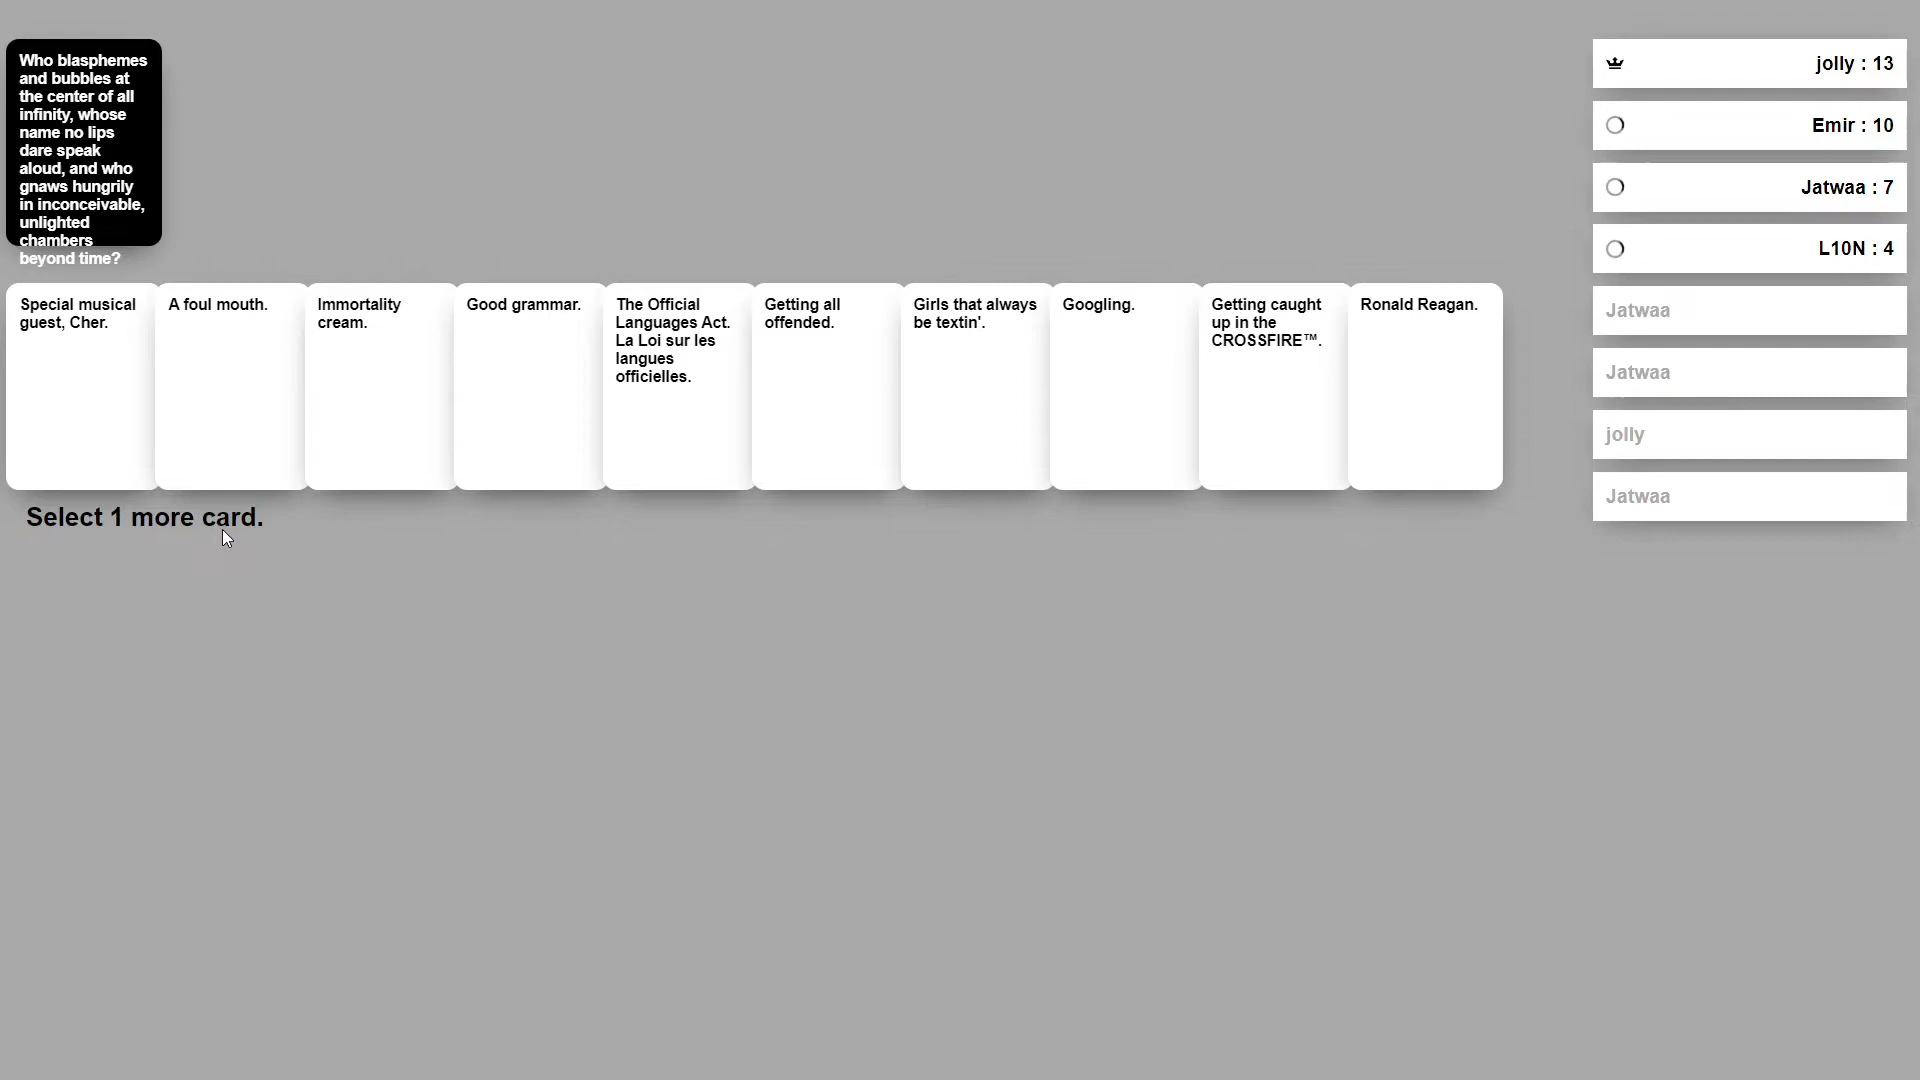 Who blasphemes
and bubbles at
the center of all
infinity, whose
name no lips
dare speak
aloud, and who
gnaws hungrily
in inconceivable,
unlighted
chambers
beyond time?
Special musical
guest, Cher.
A foul mouth.
Immortality
cream.
Good grammar.
The Official
Languages Act.
La Loi sur les
langues
officielles.
Getting all
offended.
Girls that always
be textin'.
Googling.
Getting caught
up in the
CROSSFIRE™.
Ronald Reagan.
Select 1 more card.
jolly : 13
Emir : 10
Jatwaa : 7
L10N : 4
Jatwaa
Jatwaa
jolly
Jatwaa